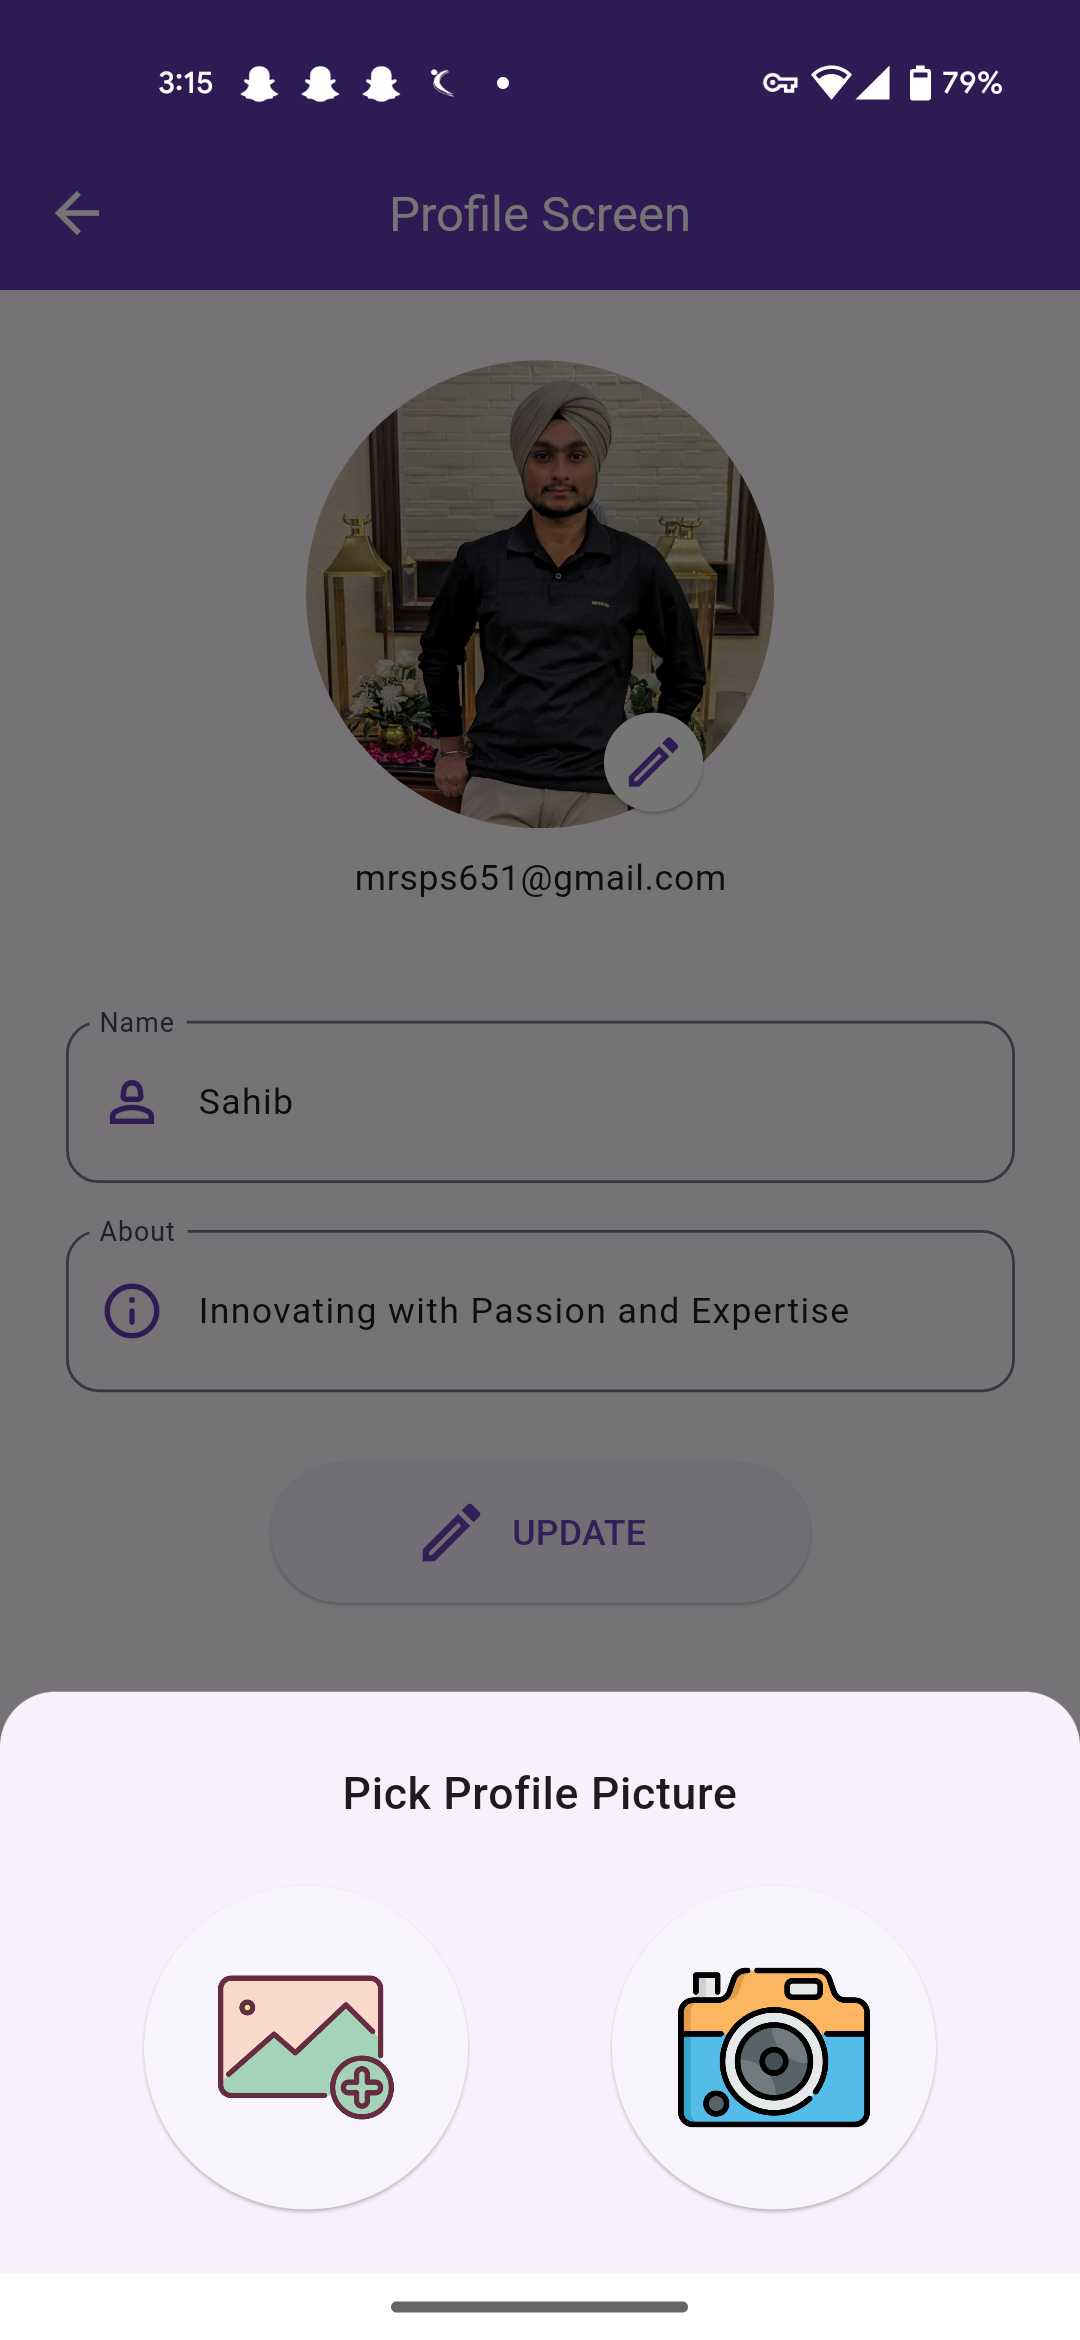 3:15
79%
Profile Screen
mrsps651@gmail.com
Name
Sahib
About
Innovating with Passion and Expertise
UPDATE
Pick Profile Picture